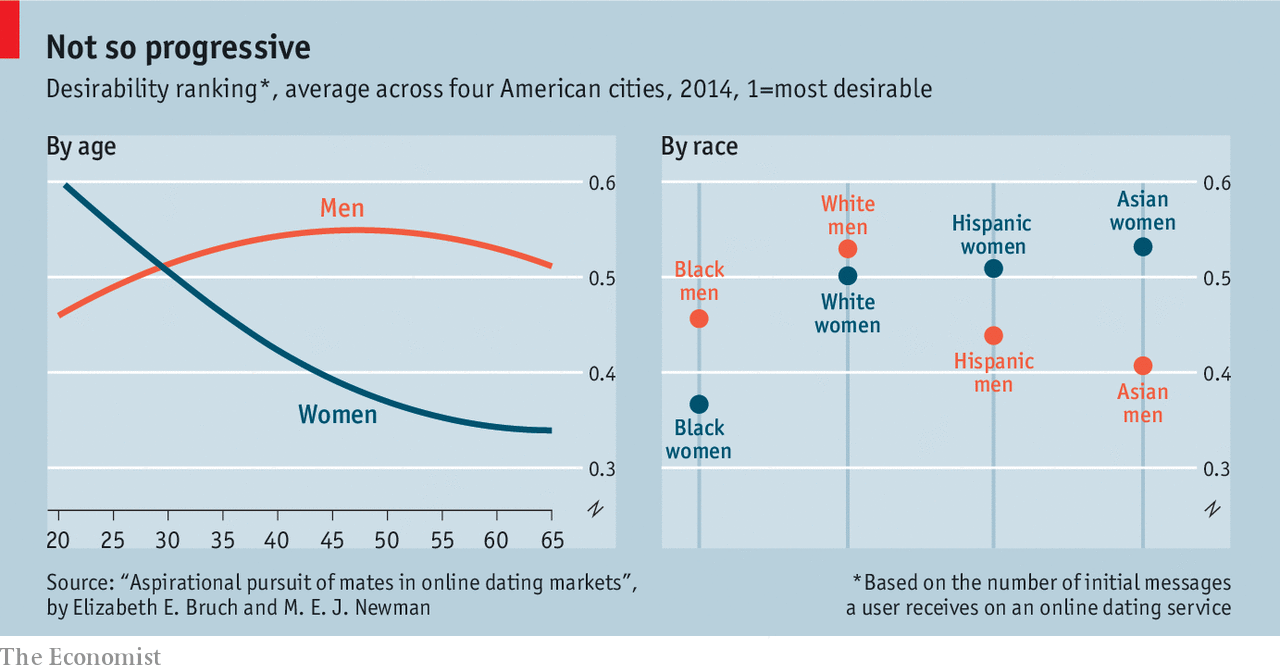 Not so progressive
Desirability ranking*, average across four American cities, 2014, 1=most desirable
By age
0.6
0.5
0.4
0.3
Men
Women
20 25 30 35 40 45 50 55 60 65
By race
0.6
0.5
0.4
0.3
Black
men
Black
women
White
men
White
women
Hispanic
women
Hispanic
men
Asian
women
Asian
men
Source: “Aspirational pursuit of mates in online dating markets”,
by Elizabeth E. Bruch and M. E. J. Newman
*Based on the number of initial messages
a user receives on an online dating service
The Economist